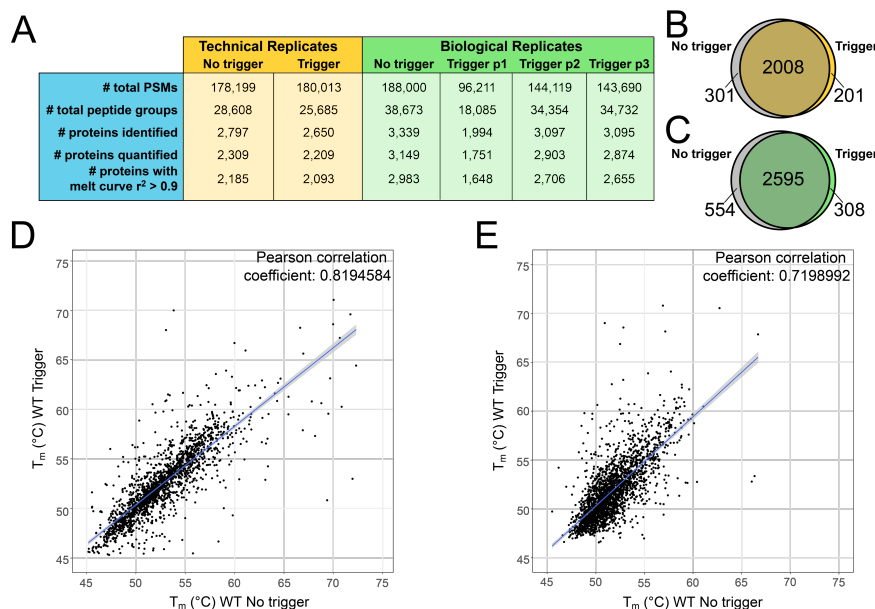 A
Technical Replicates Biological Replicates
No trigger Trigger No trigger Trigger p1 Trigger p2 Trigger p3
# total PSMs 178,199 180,013 188,000 96,211 144,119 143,690
# total peptide groups 28,608 25,685 38,673 18,085 34,354 34,732
# proteins identified 2,797 2,650 3,339 1,994 3,097 3,095
# proteins quantified 2,309 2,209 3,149 1,751 2,903 2,874
# proteins with
melt curve r² > 0.9 2,185 2,093 2,983 1,648 2,706 2,655
B
No trigger Trigger
2008
301 201
C
No trigger Trigger
2595
554 308
D
Pearson correlation
coefficient: 0.8194584
75
70
65
60
55
50
45
Tm (°C) WT Trigger
45 50 55 60 65 70 75
Tm (°C) WT No trigger
E
Pearson correlation
coefficient: 0.7198992
75
70
65
60
55
50
45
Tm (°C) WT Trigger
45 50 55 60 65 70 75
Tm (°C) WT No trigger